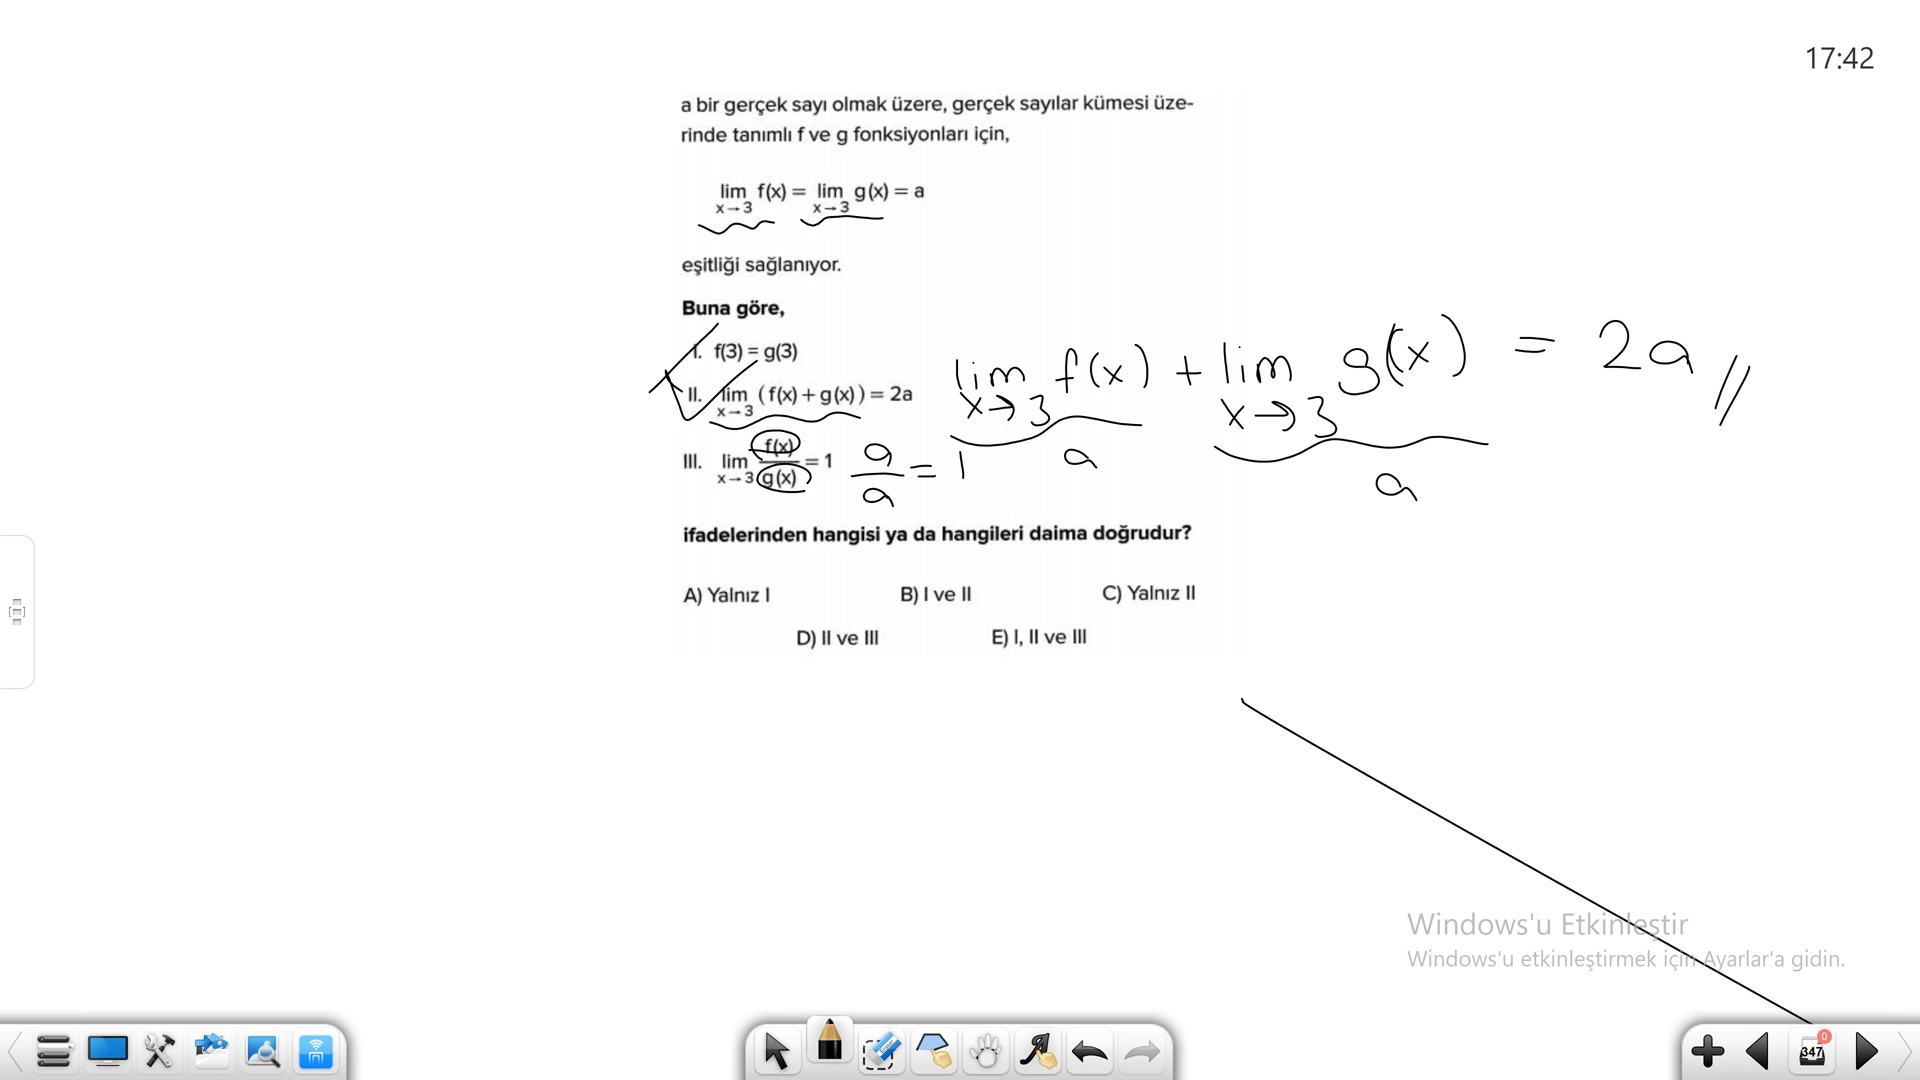 17:42
a bir gerçek sayı olmak üzere, gerçek sayılar kümesi üze-
rinde tanımlı f ve g fonksiyonları için,
lim f(x) = lim g(x) = a
x→3 x→3
eşitliği sağlanıyor.
Buna göre,
I. f(3) = g(3)
II. lim (f(x) + g(x)) = 2a
x→3
lim f(x) + lim g(x) = 2a //
x→3 x→3
a a
III. lim f(x)/g(x) = 1 a/a = 1
x→3
ifadelerinden hangisi ya da hangileri daima doğrudur?
A) Yalnız I B) I ve II C) Yalnız II
D) II ve III E) I, II ve III
Windows'u Etkinleştir
Windows'u etkinleştirmek için Ayarlar'a gidin.
0
347